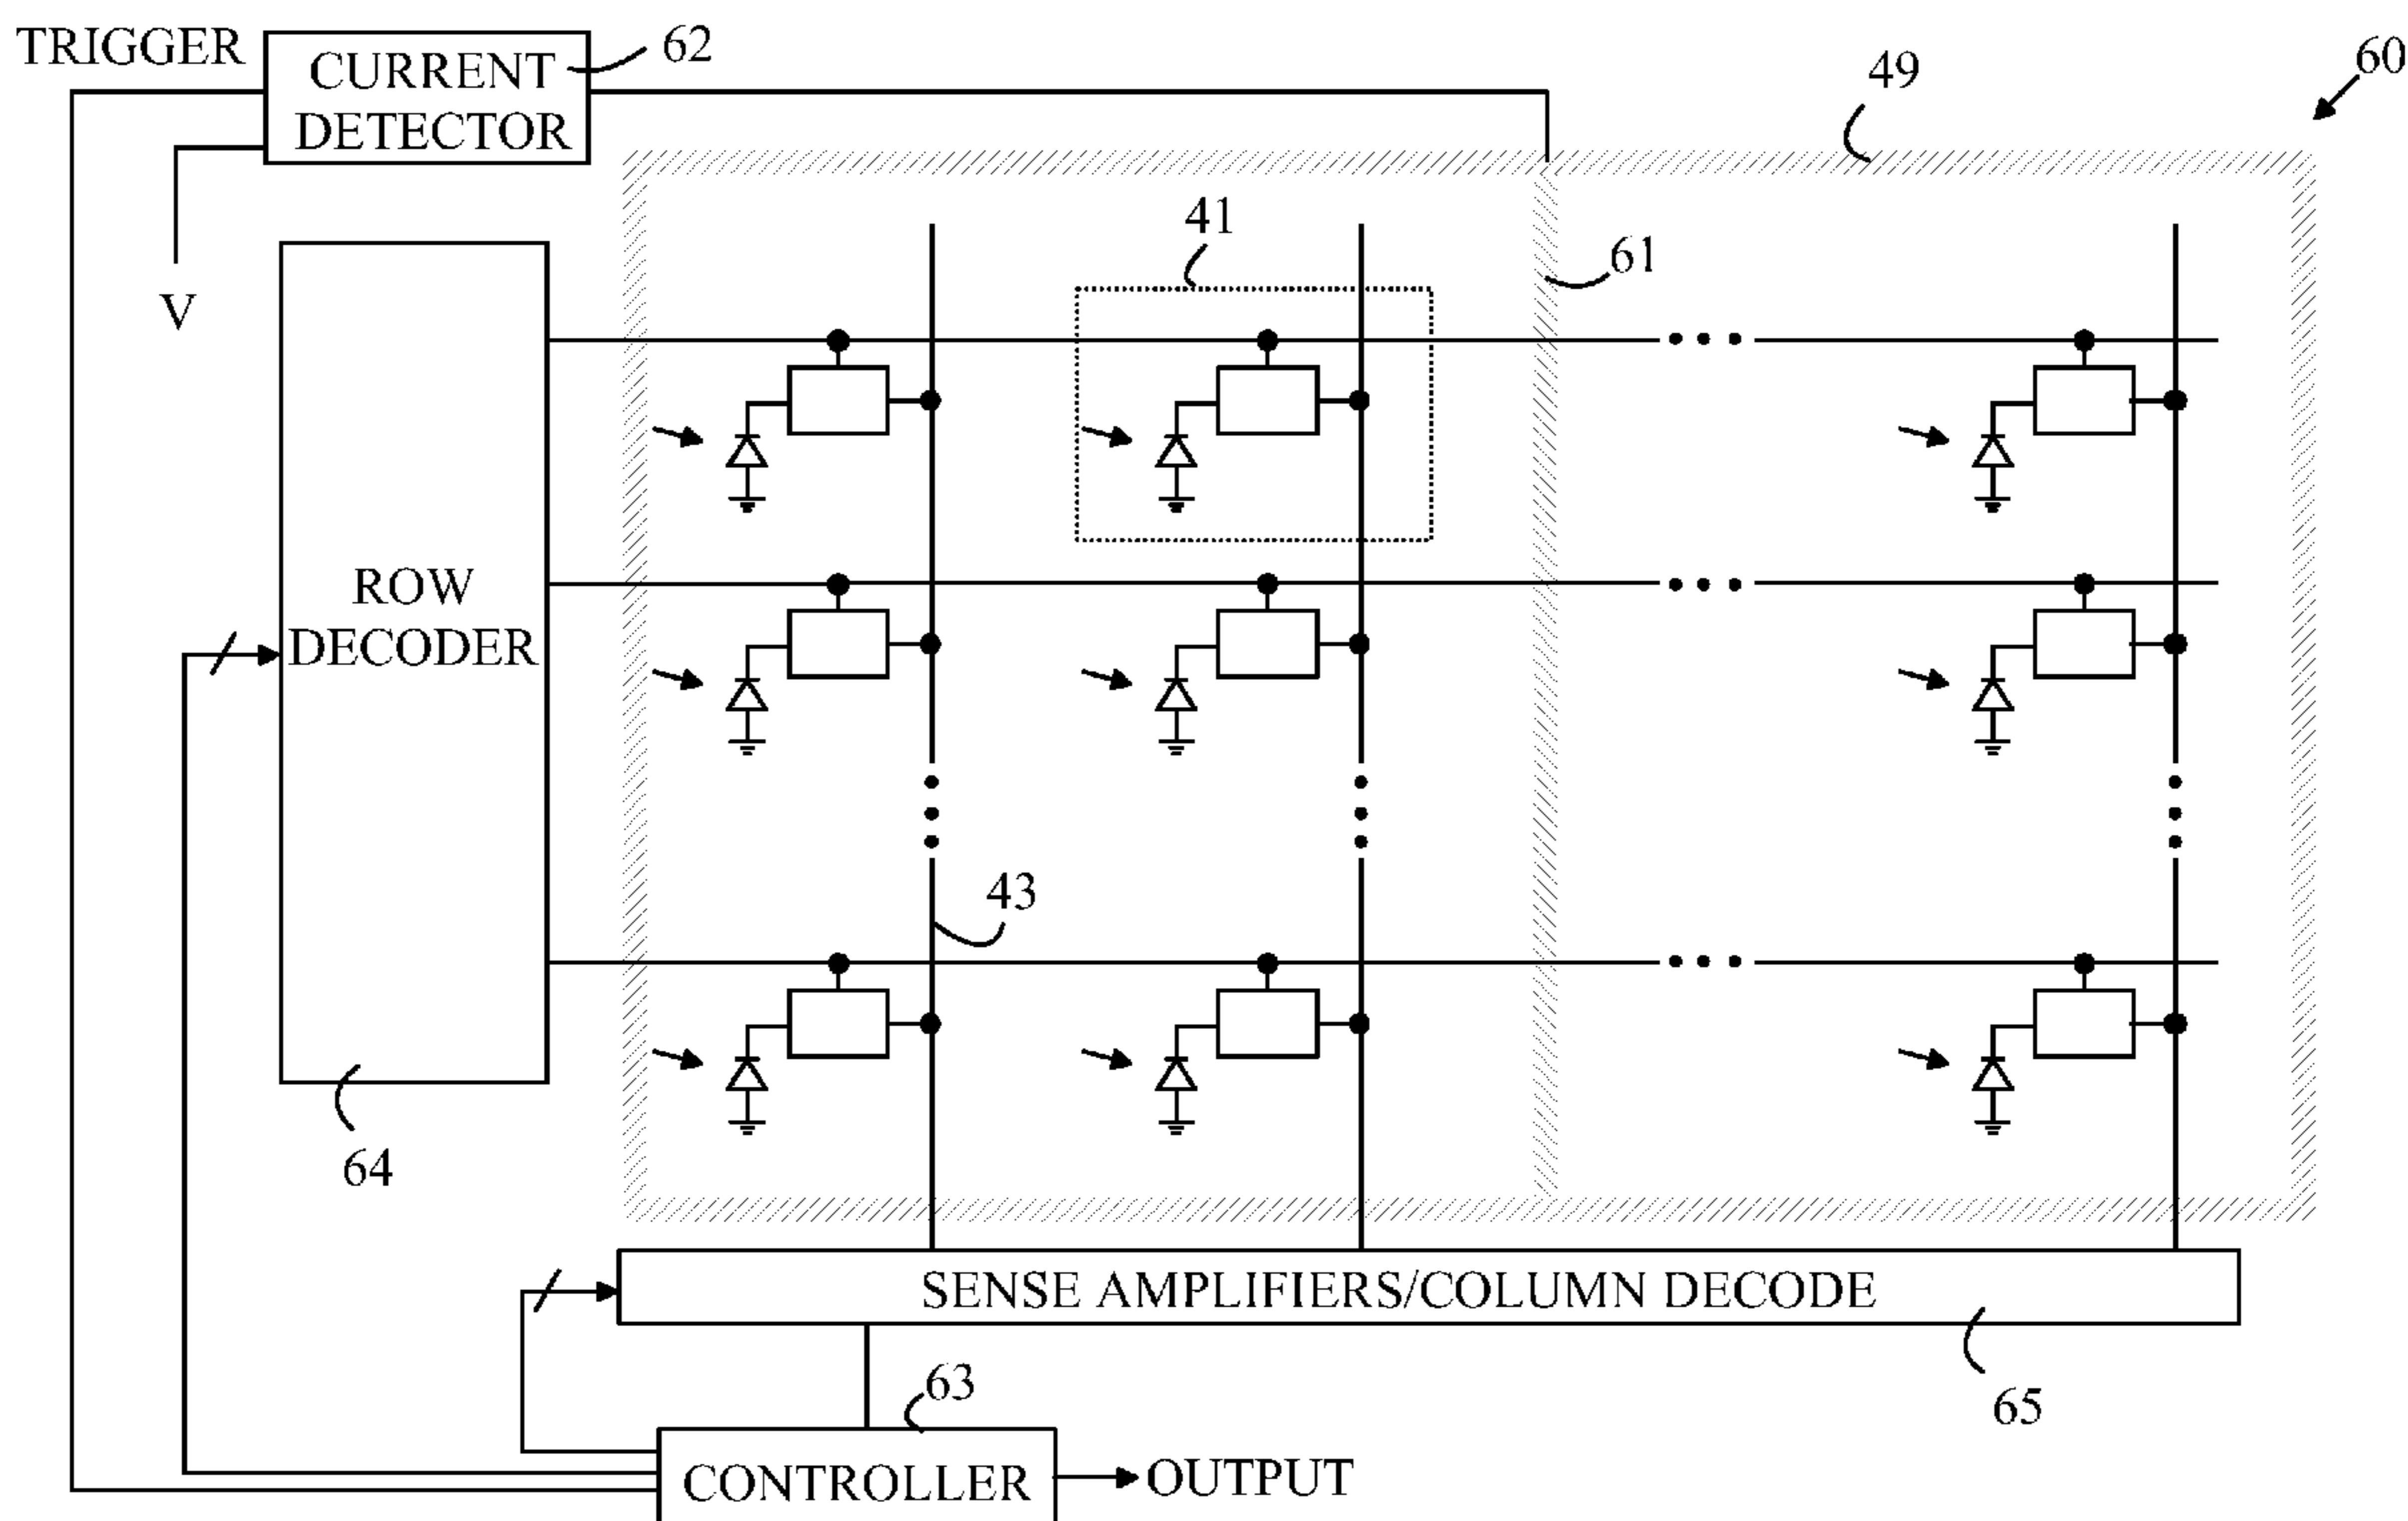 TRIGGER
CURRENT
DETECTOR
62
49
60
V
41
61
ROW
DECODER
43
64
SENSE AMPLIFIERS/COLUMN DECODE
63
65
CONTROLLER
OUTPUT